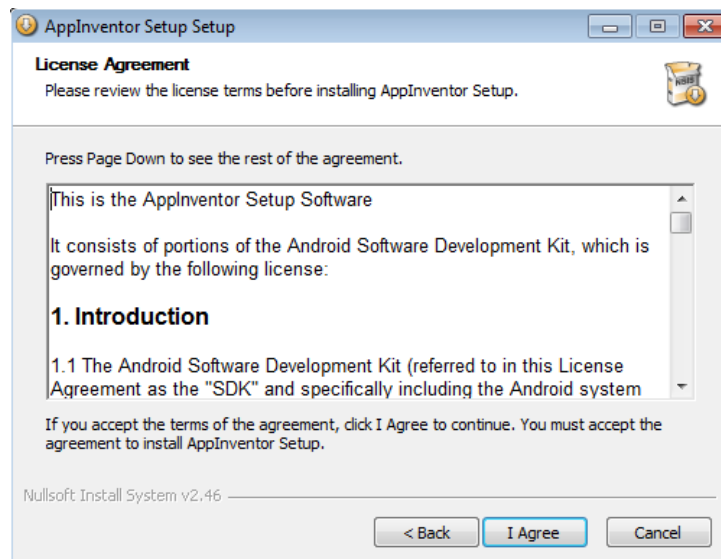 AppInventor Setup Setup
License Agreement
Please review the license terms before installing AppInventor Setup.
NSIS
Press Page Down to see the rest of the agreement.
This is the AppInventor Setup Software
It consists of portions of the Android Software Development Kit, which is
governed by the following license:
1. Introduction
1.1 The Android Software Development Kit (referred to in this License
Agreement as the "SDK" and specifically including the Android system
If you accept the terms of the agreement, click I Agree to continue. You must accept the
agreement to install AppInventor Setup.
Nullsoft Install System v2.46
< Back
I Agree
Cancel